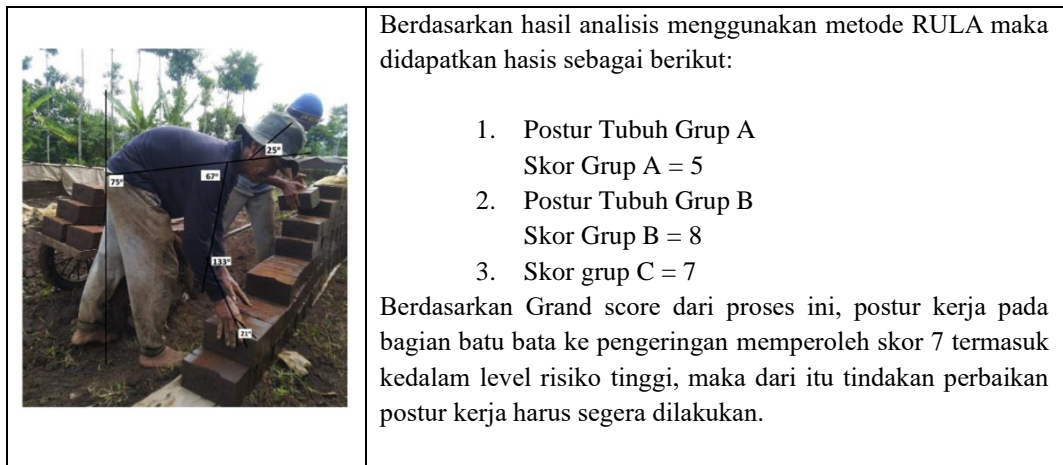 Berdasarkan hasil analisis menggunakan metode RULA maka
didapatkan hasis sebagai berikut:
1. Postur Tubuh Grup A
Skor Grup A = 5
2. Postur Tubuh Grup B
Skor Grup B = 8
3. Skor grup C = 7
Berdasarkan Grand score dari proses ini, postur kerja pada
bagian batu bata ke pengeringan memperoleh skor 7 termasuk
kedalam level risiko tinggi, maka dari itu tindakan perbaikan
postur kerja harus segera dilakukan.
25°
67°
75°
133°
21°